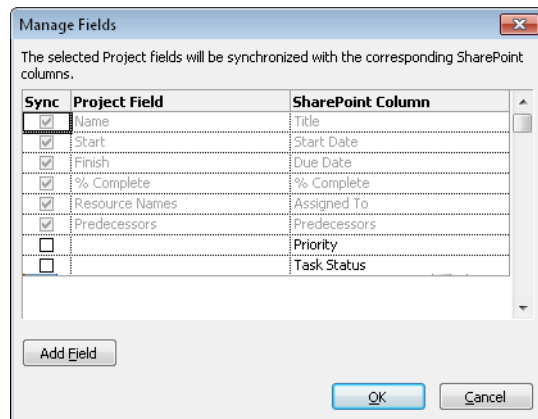 Manage Fields
The selected Project fields will be synchronized with the corresponding SharePoint
columns.
Sync Project Field SharePoint Column
Name Title
Start Start Date
Finish Due Date
% Complete % Complete
Resource Names Assigned To
Predecessors Predecessors
Priority
Task Status
Add Field
OK Cancel